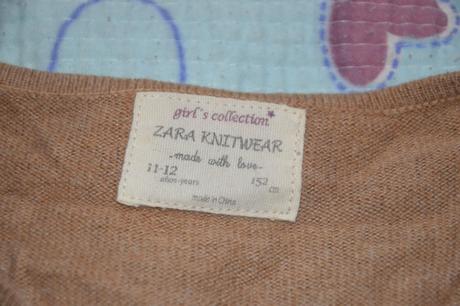 girl's collection*
ZARA KNITWEAR
-made with love-
11-12 152
años-years cm
made in China